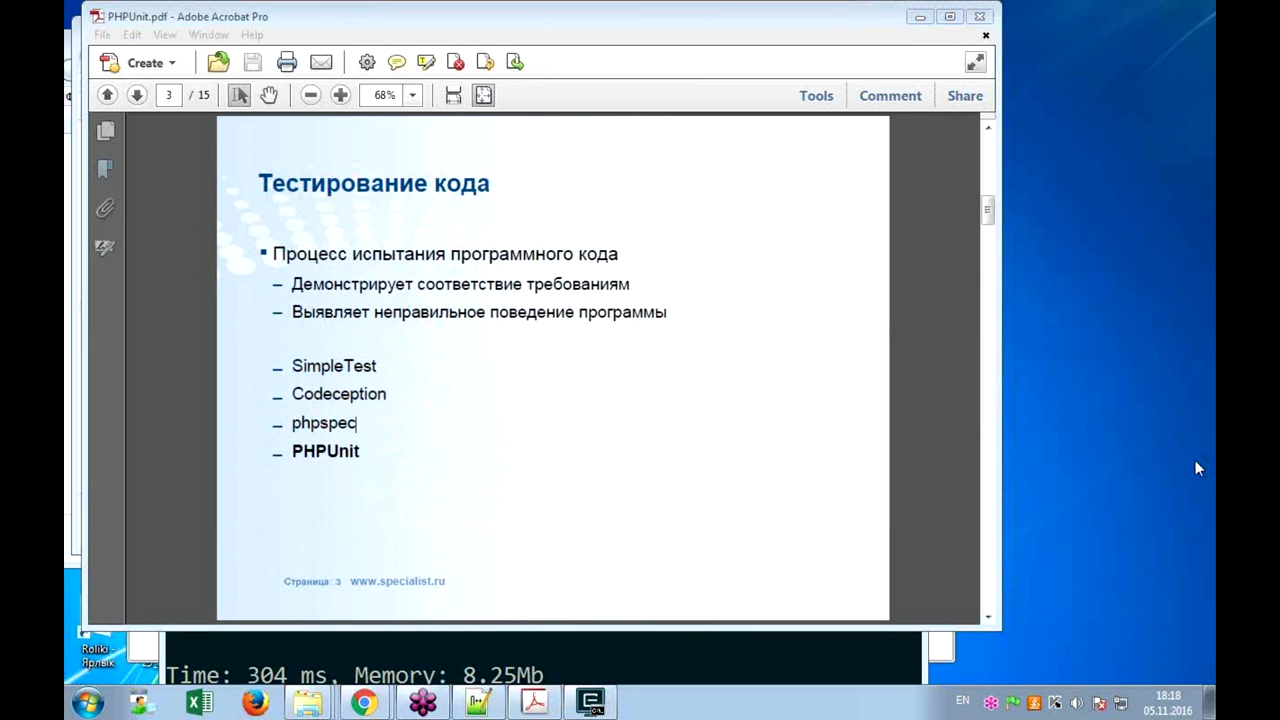 PHPUnit.pdf - Adobe Acrobat Pro
File Edit View Window Help
Create
3 / 15 68% Tools Comment Share
Тестирование кода
Процесс испытания программного кода
– Демонстрирует соответствие требованиям
– Выявляет неправильное поведение программы
– SimpleTest
– Codeception
– phpspec
– PHPUnit
Страница 3 www.specialist.ru
Roliki -
Ярлык
Time: 304 ms, Memory: 8.25Mb
EN 18:18
05.11.2016